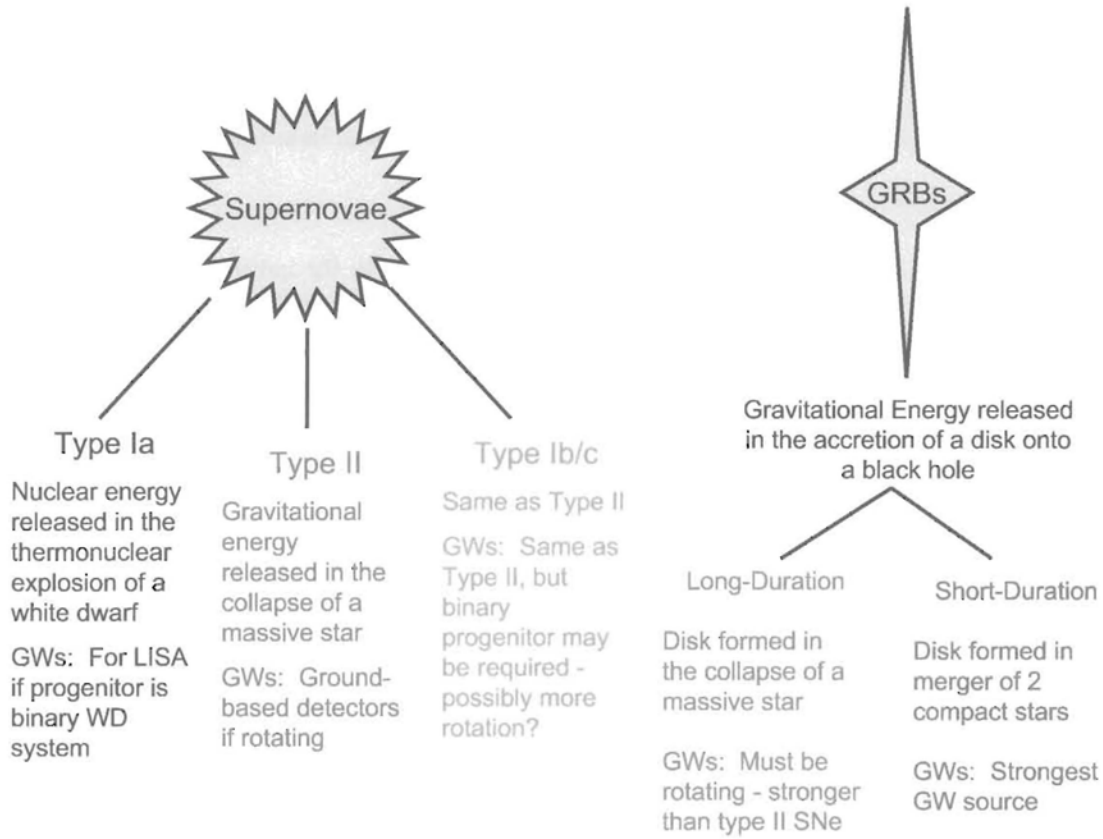 Supernovae
GRBs
Type Ia
Nuclear energy
released in the
thermonuclear
explosion of a
white dwarf
GWs: For LISA
if progenitor is
binary WD
system
Type II
Gravitational
energy
released in the
collapse of a
massive star
GWs: Ground-
based detectors
if rotating
Type Ib/c
Same as Type II
GWs: Same as
Type II, but
binary
progenitor may
be required -
possibly more
rotation?
Gravitational Energy released
in the accretion of a disk onto
a black hole
Long-Duration
Disk formed in
the collapse of a
massive star
GWs: Must be
rotating - stronger
than type II SNe
Short-Duration
Disk formed in
merger of 2
compact stars
GWs: Strongest
GW source